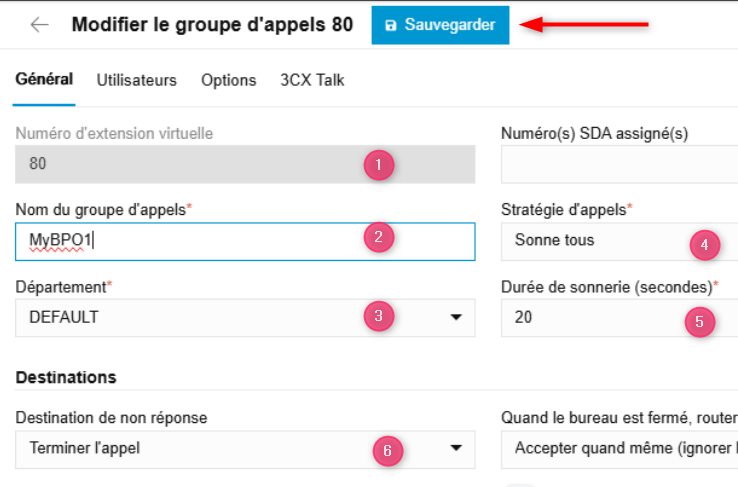 ← Modifier le groupe d'appels 80 Sauvegarder
Général Utilisateurs Options 3CX Talk
Numéro d'extension virtuelle Numéro(s) SDA assigné(s)
80 1
Nom du groupe d'appels* Stratégie d'appels*
MyBPO1 2 Sonne tous 4
Département* Durée de sonnerie (secondes)*
DEFAULT 3 20 5
Destinations
Destination de non réponse Quand le bureau est fermé, router
Terminer l'appel 6 Accepter quand même (ignorer